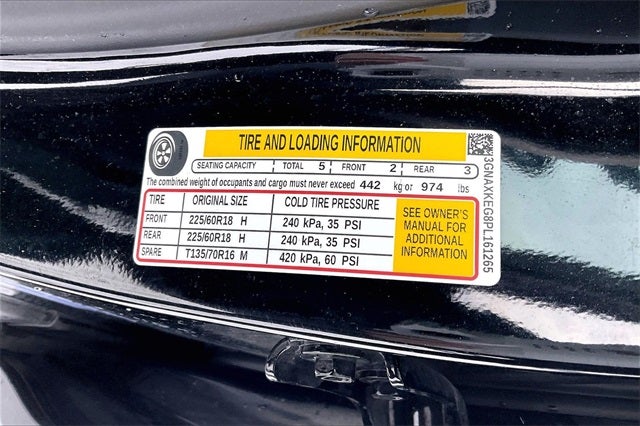 TIRE AND LOADING INFORMATION
SEATING CAPACITY TOTAL 5 FRONT 2 REAR 3
The combined weight of occupants and cargo must never exceed 442 kg or 974 lbs
TIRE ORIGINAL SIZE COLD TIRE PRESSURE
FRONT 225/60R18 H 240 kPa, 35 PSI
REAR 225/60R18 H 240 kPa, 35 PSI
SPARE T135/70R16 M 420 kPa, 60 PSI
SEE OWNER'S
MANUAL FOR
ADDITIONAL
INFORMATION
3GNAXKEG8PL161265